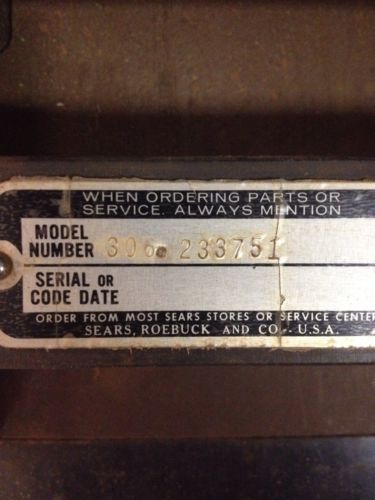 WHEN ORDERING PARTS OR
SERVICE, ALWAYS MENTION
MODEL
NUMBER 306. 233751
SERIAL OR
CODE DATE
ORDER FROM MOST SEARS STORES OR SERVICE CENTER
SEARS, ROEBUCK AND CO. - U.S.A.